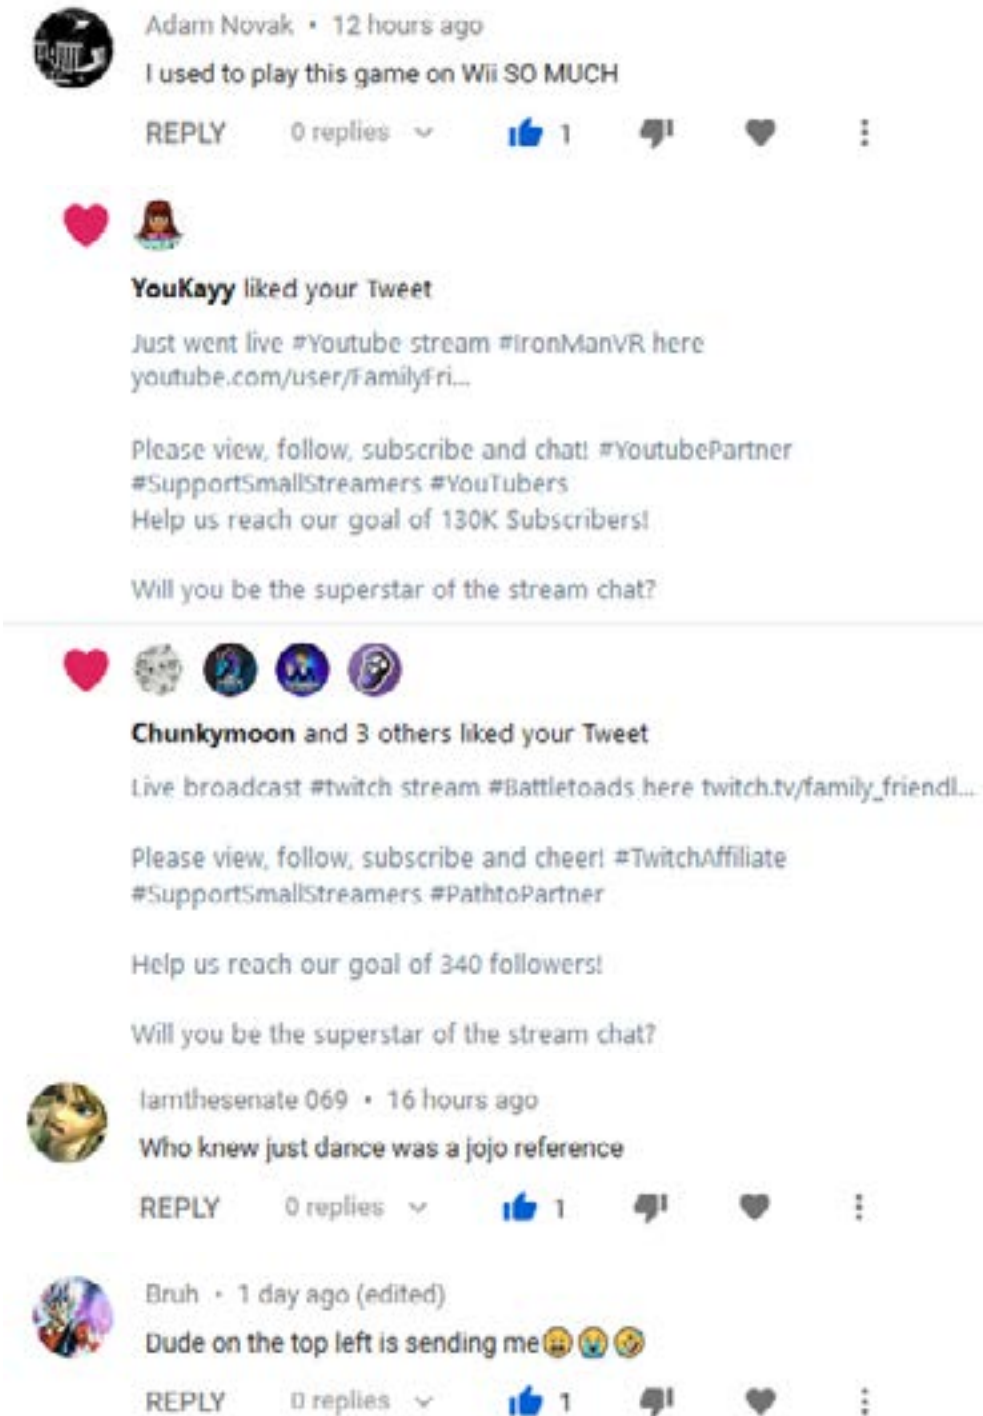 Adam Novak • 12 hours ago
I used to play this game on Wii SO MUCH
REPLY 0 replies 1
YouKayy liked your Tweet
Just went live #Youtube stream #IronManVR here
youtube.com/user/FamilyFri...
Please view, follow, subscribe and chat! #YoutubePartner
#SupportSmallStreamers #YouTubers
Help us reach our goal of 130K Subscribers!
Will you be the superstar of the stream chat?
Chunkymoon and 3 others liked your Tweet
Live broadcast #twitch stream #Battletoads here twitch.tv/family_friendl...
Please view, follow, subscribe and cheer! #TwitchAffiliate
#SupportSmallStreamers #PathtoPartner
Help us reach our goal of 340 followers!
Will you be the superstar of the stream chat?
Iamthesenate 069 • 16 hours ago
Who knew just dance was a jojo reference
REPLY 0 replies 1
Bruh • 1 day ago (edited)
Dude on the top left is sending me
REPLY 0 replies 1